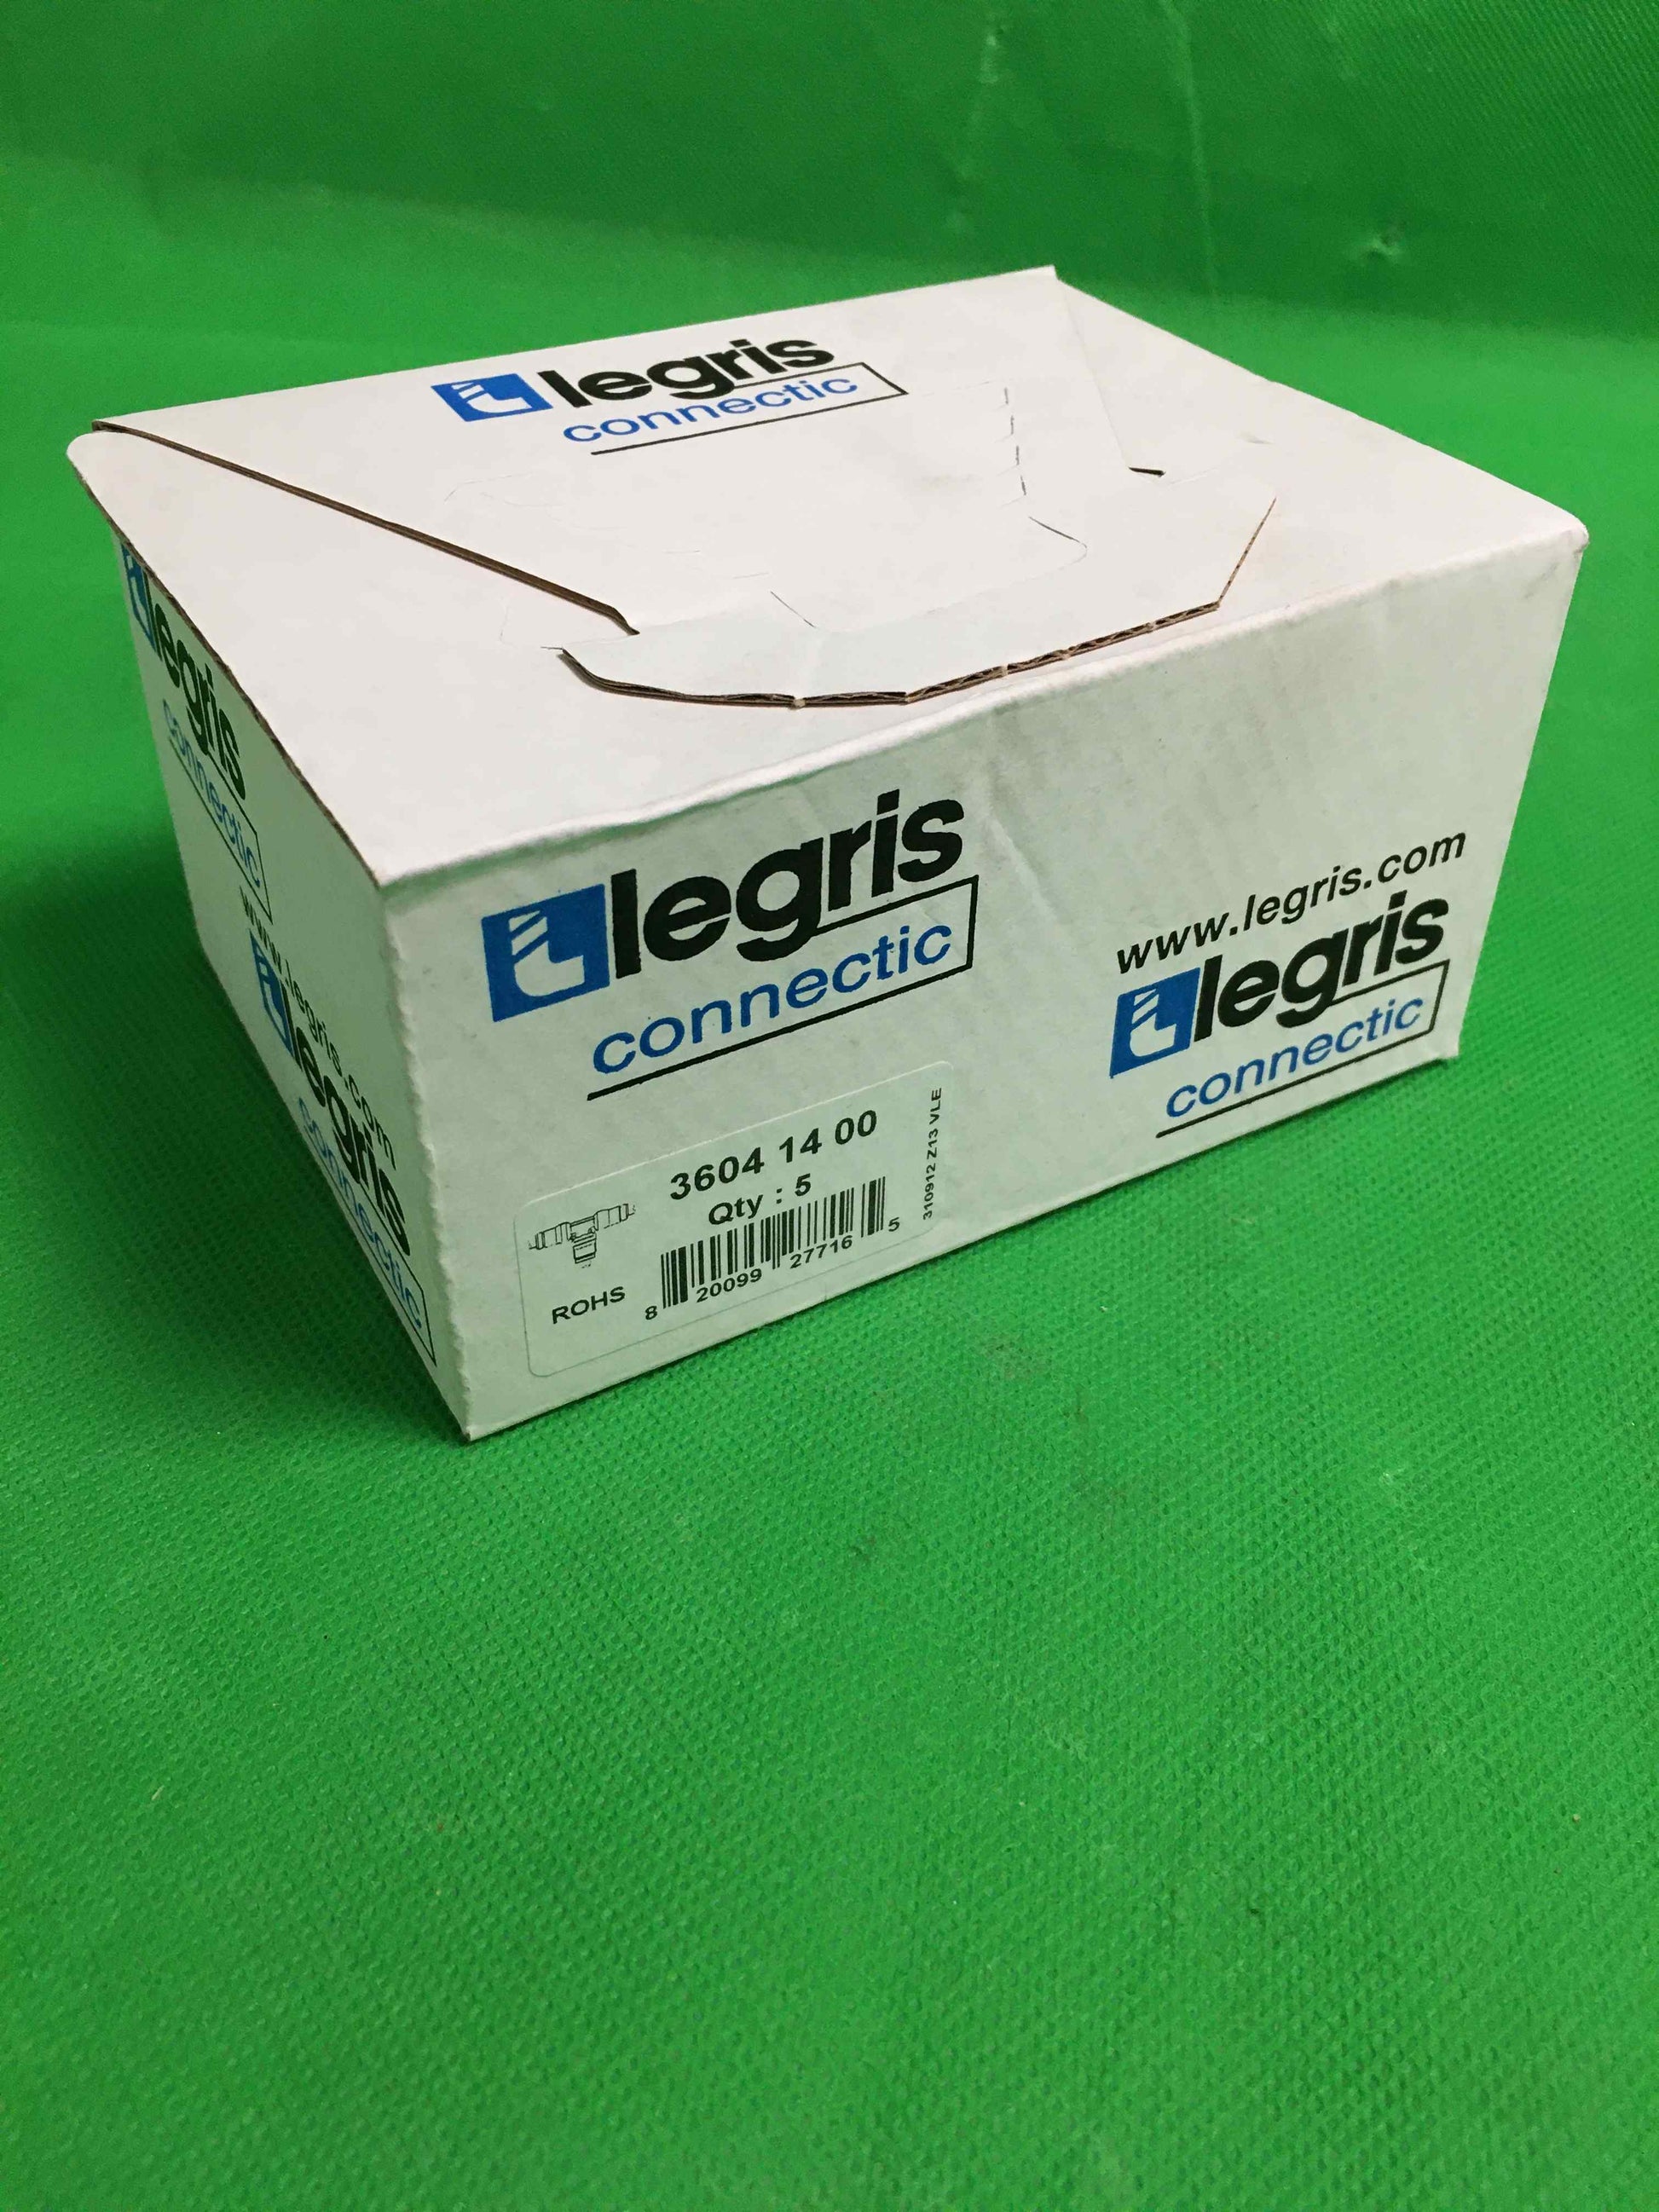 legris
connectic
legris
connectic
www.legris.com
legris
connectic
legris
connectic
www.legris.com
legris
connectic
3604 14 00
Qty : 5
8 20099 27716 5
ROHS
310912 Z13 VLE